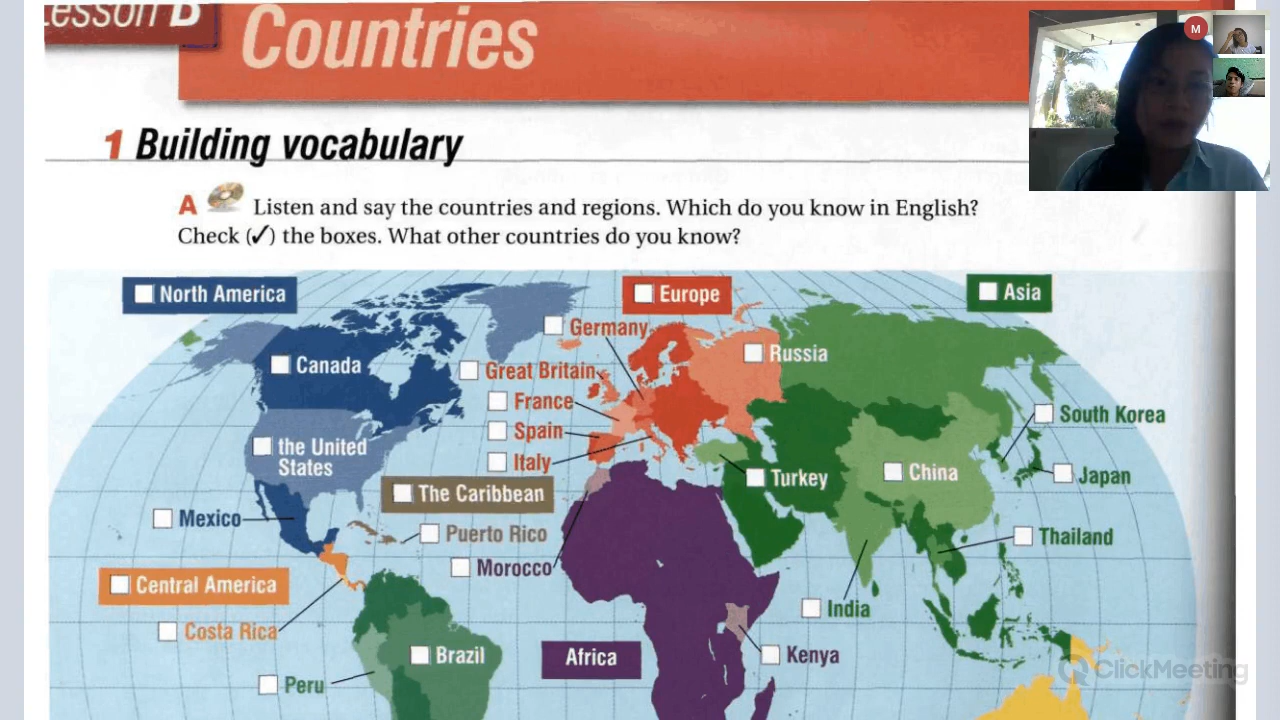 Lesson B
Countries
M
1 Building vocabulary
A Listen and say the countries and regions. Which do you know in English?
Check (✓) the boxes. What other countries do you know?
North America
Europe
Asia
Germany
Canada
Great Britain
Russia
France
South Korea
the United
States
Spain
Italy
The Caribbean
Turkey
China
Japan
Mexico
Puerto Rico
Thailand
Morocco
Central America
India
Costa Rica
Brazil
Africa
Kenya
Peru
ClickMeeting